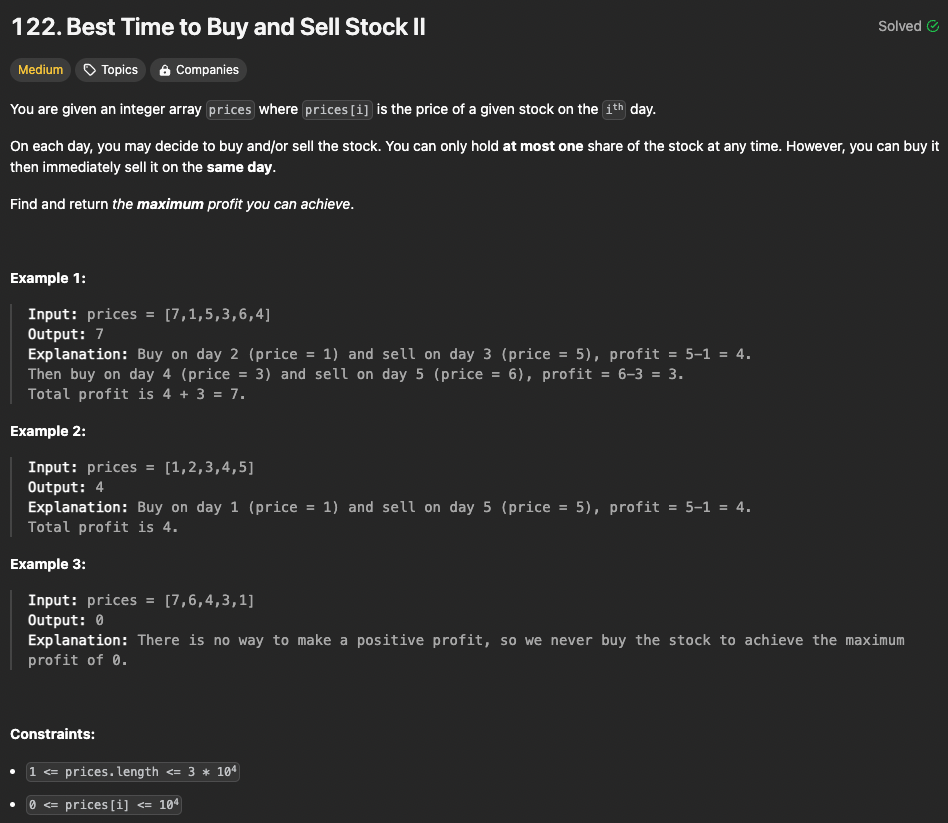 122. Best Time to Buy and Sell Stock II
Solved
Medium Topics Companies
You are given an integer array prices where prices[i] is the price of a given stock on the ith day.
On each day, you may decide to buy and/or sell the stock. You can only hold at most one share of the stock at any time. However, you can buy it
then immediately sell it on the same day.
Find and return the maximum profit you can achieve.
Example 1:
Input: prices = [7,1,5,3,6,4]
Output: 7
Explanation: Buy on day 2 (price = 1) and sell on day 3 (price = 5), profit = 5-1 = 4.
Then buy on day 4 (price = 3) and sell on day 5 (price = 6), profit = 6-3 = 3.
Total profit is 4 + 3 = 7.
Example 2:
Input: prices = [1,2,3,4,5]
Output: 4
Explanation: Buy on day 1 (price = 1) and sell on day 5 (price = 5), profit = 5-1 = 4.
Total profit is 4.
Example 3:
Input: prices = [7,6,4,3,1]
Output: 0
Explanation: There is no way to make a positive profit, so we never buy the stock to achieve the maximum
profit of 0.
Constraints:
• 1 <= prices.length <= 3 * 10⁴
• 0 <= prices[i] <= 10⁴